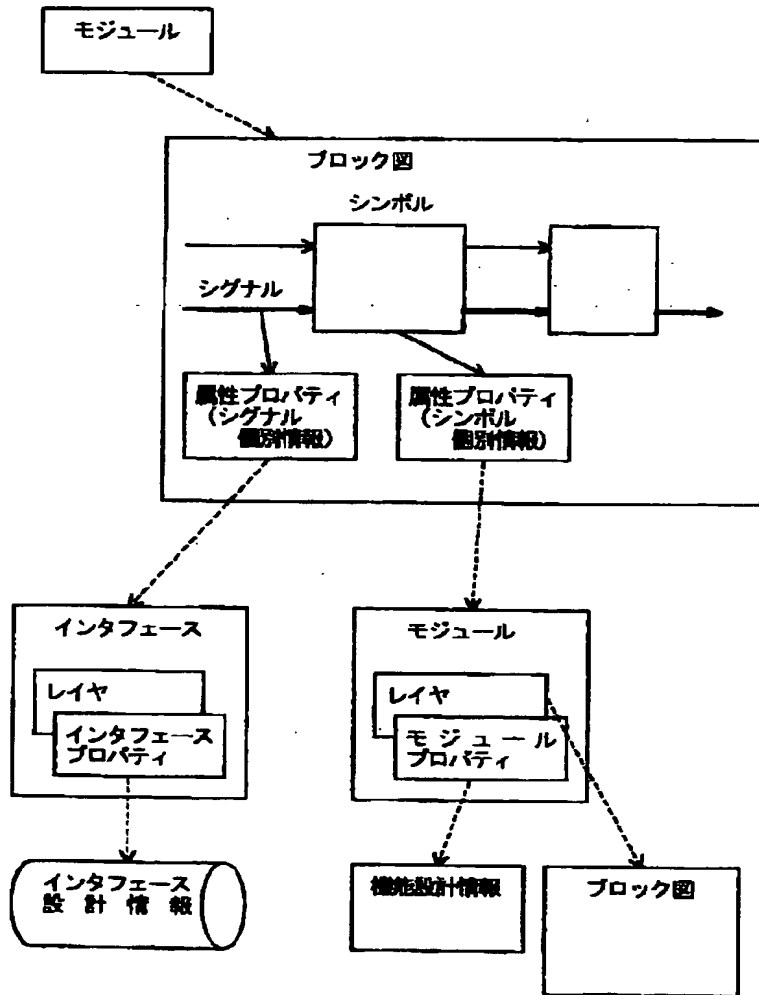 モジュール
ブロック図
シンボル
シグナル
属性プロパティ
(シグナル
個別情報)
属性プロパティ
(シンボル
個別情報)
インタフェース
レイヤ
インタフェース
プロパティ
モジュール
レイヤ
モジュール
プロパティ
インタフェース
設計情報
機能設計情報
ブロック図